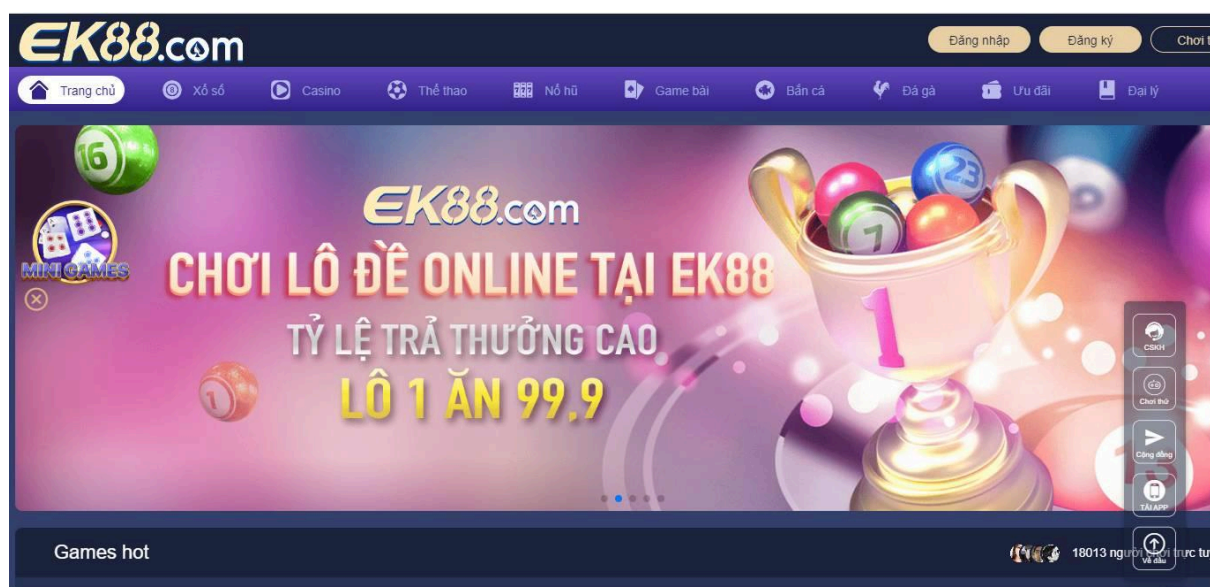 EK88.com
Đăng nhập
Đăng ký
Chơi t
Trang chủ
Xổ số
Casino
Thể thao
Nổ hũ
Game bài
Bắn cá
Đá gà
Ưu đãi
Đại lý
16
23
7
1
MINI GAMES
EK88.com
CHƠI LÔ ĐỀ ONLINE TẠI EK88
TỶ LỆ TRẢ THƯỞNG CAO
LÔ 1 ĂN 99,9
1
CSKH
Chơi thử
Cộng đồng
TẢI APP
Về đầu
Games hot
18013 người chơi trực tu